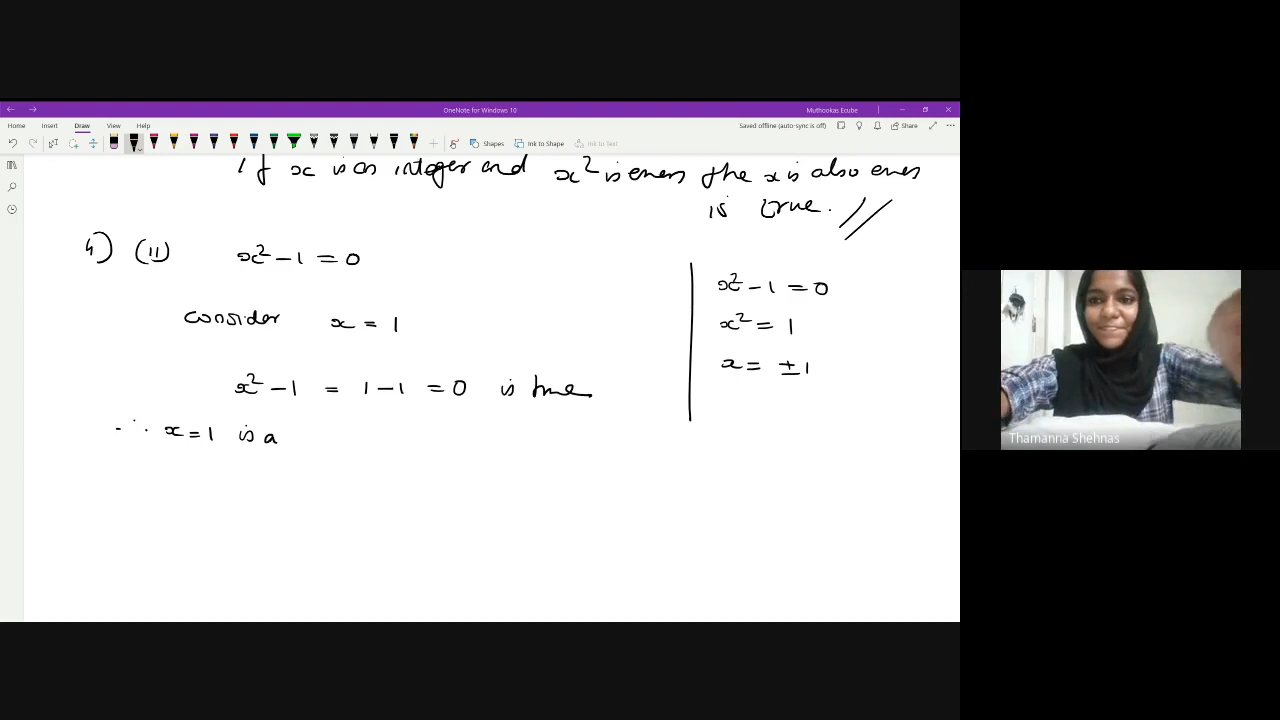 OneNote for Windows 10
Muthookas Ecube
Home Insert Draw View Help
Saved offline (auto-sync is off) Share
Shapes Ink to Shape Ink to Text
If x is an integer and x² is even the x is also even
is true. //
4) (ii) x² - 1 = 0
consider x = 1
x² - 1 = 1 - 1 = 0 is true
∴ x = 1 is a
x² - 1 = 0
x² = 1
x = ± 1
Thamanna Shehnas